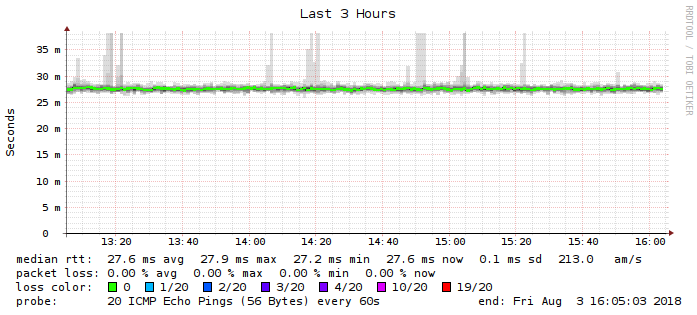 Last 3 Hours
RRDTOOL / TOBI OETIKER
Seconds
35 m
30 m
25 m
20 m
15 m
10 m
5 m
0
13:20 13:40 14:00 14:20 14:40 15:00 15:20 15:40 16:00
median rtt: 27.6 ms avg 27.9 ms max 27.2 ms min 27.6 ms now 0.1 ms sd 213.0 am/s
packet loss: 0.00 % avg 0.00 % max 0.00 % min 0.00 % now
loss color: 0 1/20 2/20 3/20 4/20 10/20 19/20
probe: 20 ICMP Echo Pings (56 Bytes) every 60s end: Fri Aug 3 16:05:03 2018